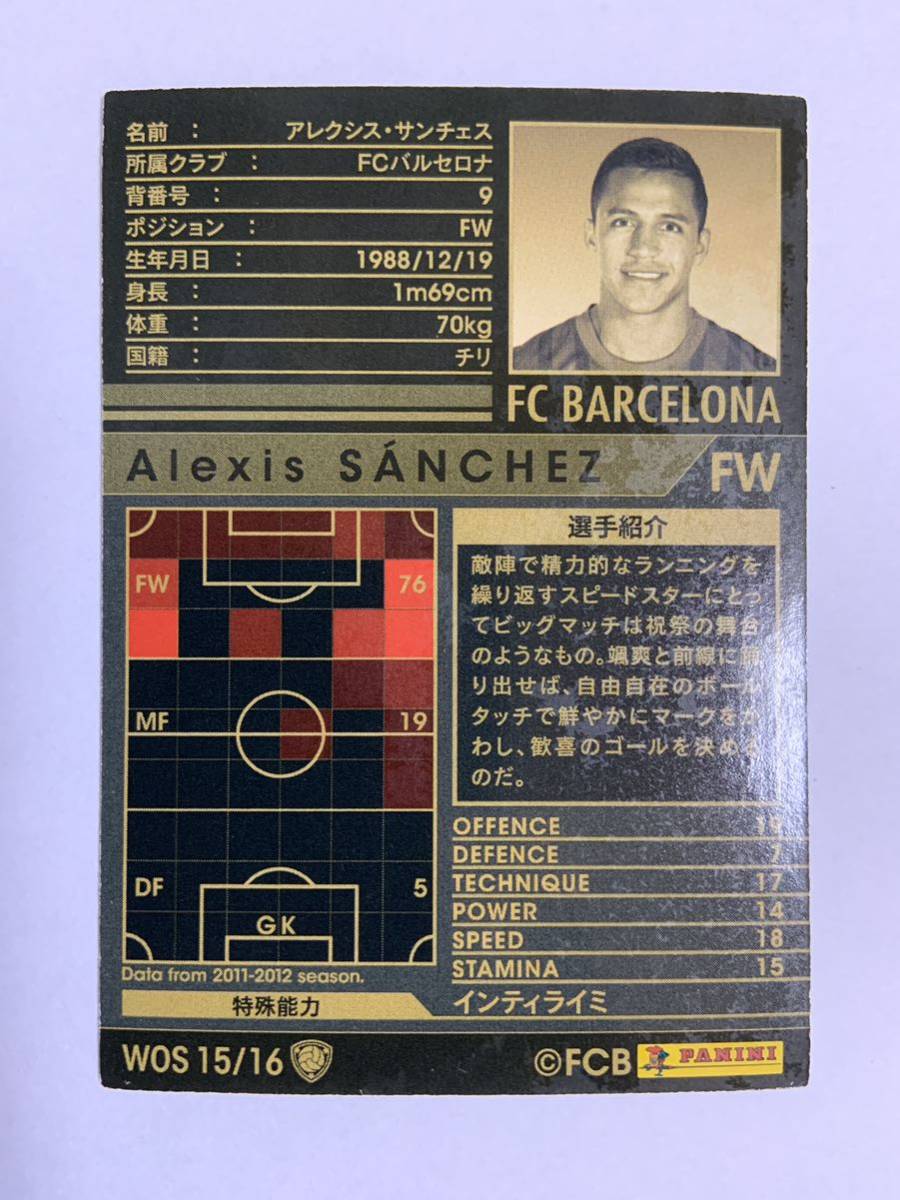 名前 : アレクシス・サンチェス
所属クラブ : FCバルセロナ
背番号 : 9
ポジション : FW
生年月日 : 1988/12/19
身長 : 1m69cm
体重 : 70kg
国籍 : チリ
FC BARCELONA
Alexis SÁNCHEZ FW
FW 76
MF 19
DF 5
GK
Data from 2011-2012 season.
選手紹介
敵陣で精力的なランニングを
繰り返すスピードスターにとっ
てビッグマッチは祝祭の舞台
のようなもの。颯爽と前線に飾
り出せば、自由自在のボール
タッチで鮮やかにマークをか
わし、歓喜のゴールを決める
のだ。
OFFENCE
DEFENCE 7
TECHNIQUE 17
POWER 14
SPEED 18
STAMINA 15
特殊能力 インティライミ
WOS 15/16
©FCB PANINI